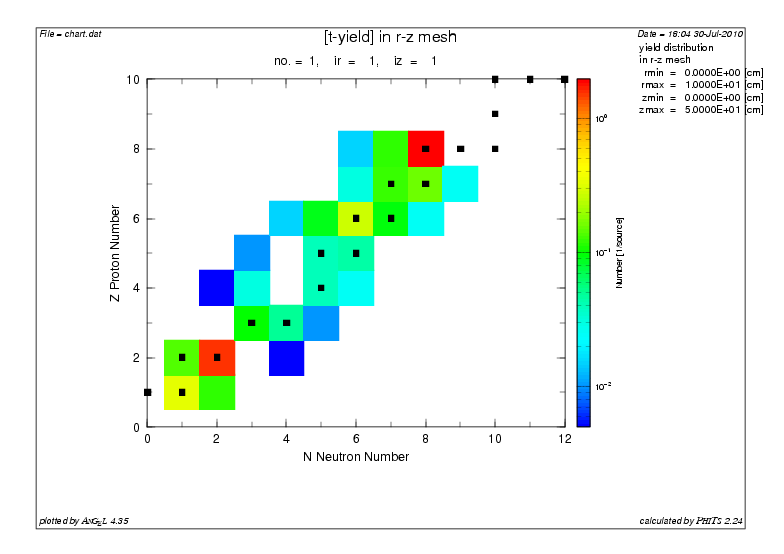 File = chart.dat
[t-yield] in r-z mesh
Date = 16:04 30-Jul-2010
no. = 1, ir = 1, iz = 1
yield distribution
in r-z mesh
rmin = 0.0000E+00 [cm]
rmax = 1.0000E+01 [cm]
zmin = 0.0000E+00 [cm]
zmax = 5.0000E+01 [cm]
10
8
6
4
2
0
Z Proton Number
0 2 4 6 8 10 12
N Neutron Number
10⁰
10⁻¹
10⁻²
Number [1/source]
plotted by ANGEL 4.35
calculated by PHITS 2.24